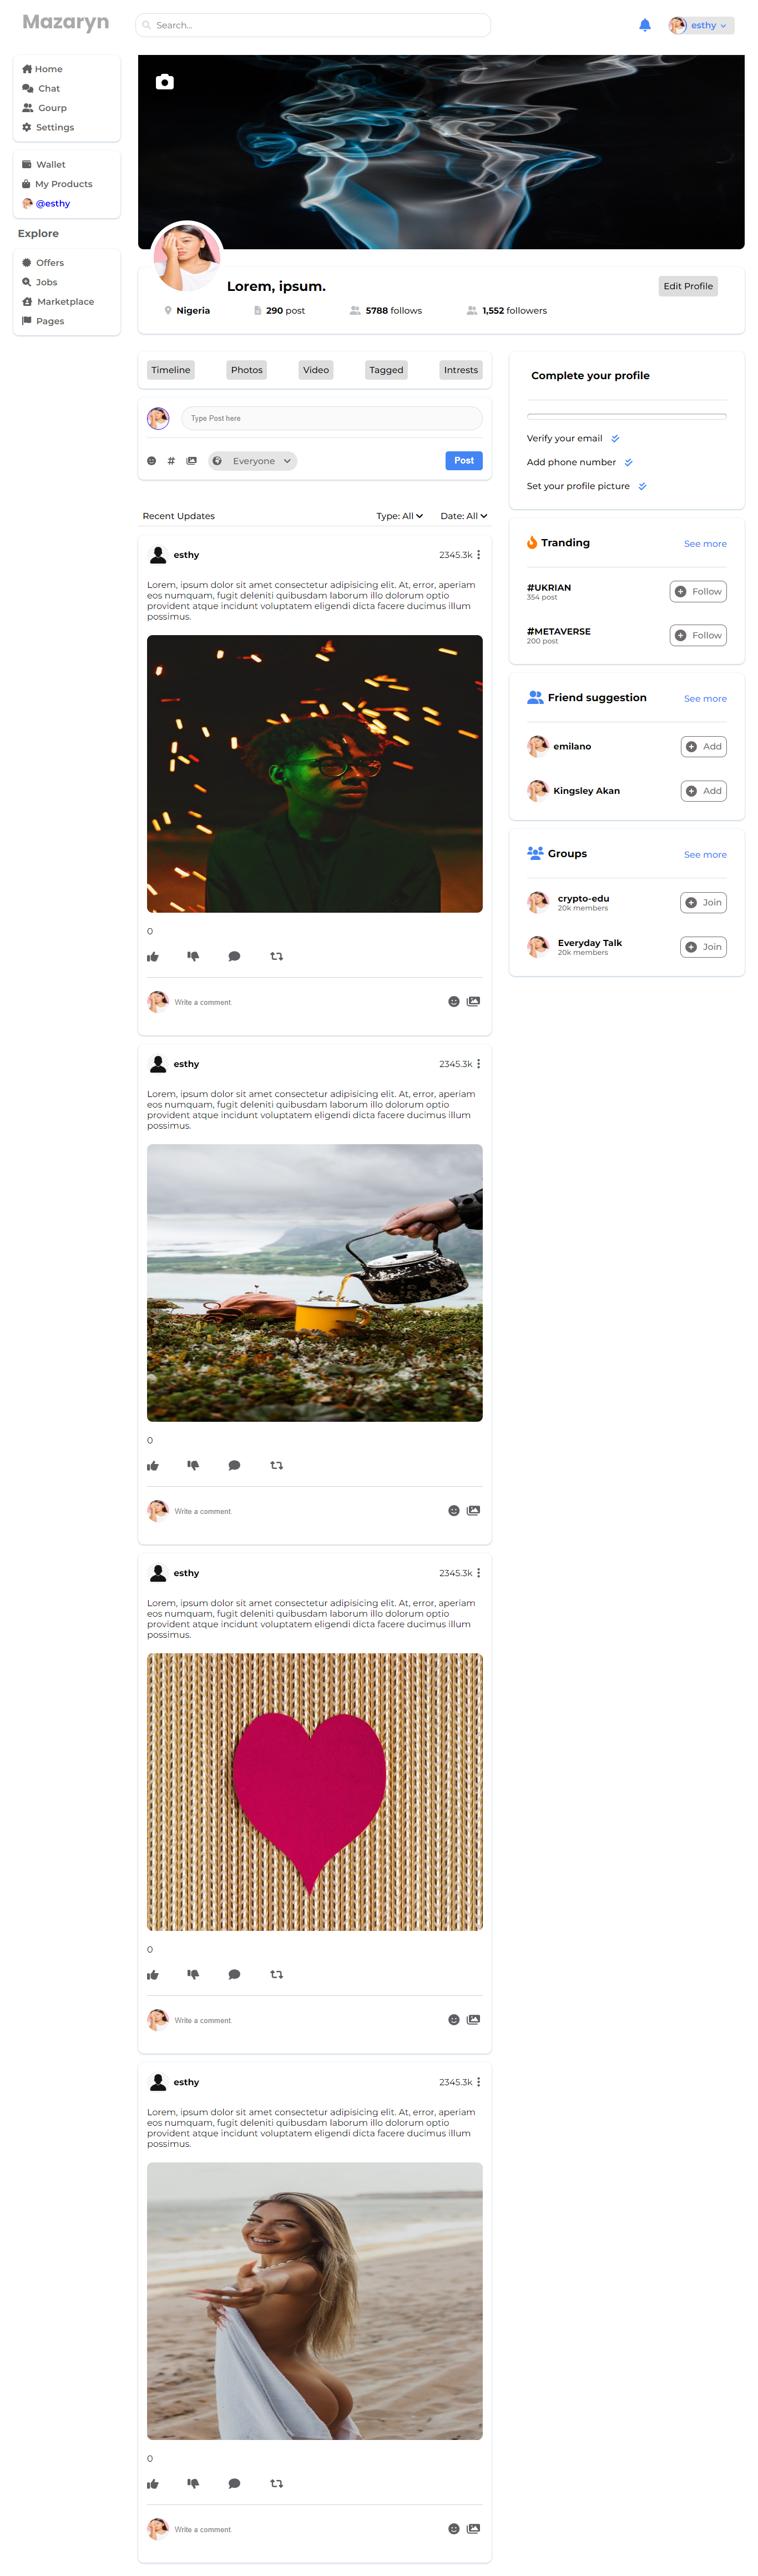 Mazaryn
Search...
esthy
Home
Chat
Gourp
Settings
Wallet
My Products
@esthy
Explore
Offers
Jobs
Marketplace
Pages
Lorem, ipsum.
Edit Profile
Nigeria
290 post
5788 follows
1,552 followers
Timeline
Photos
Video
Tagged
Intrests
Type Post here
#
Everyone
Post
Recent Updates
Type: All
Date: All
esthy
2345.3k
Lorem, ipsum dolor sit amet consectetur adipisicing elit. At, error, aperiam
eos numquam, fugit deleniti quibusdam laborum illo dolorum optio
provident atque incidunt voluptatem eligendi dicta facere ducimus illum
possimus.
0
Write a comment
esthy
2345.3k
Lorem, ipsum dolor sit amet consectetur adipisicing elit. At, error, aperiam
eos numquam, fugit deleniti quibusdam laborum illo dolorum optio
provident atque incidunt voluptatem eligendi dicta facere ducimus illum
possimus.
0
Write a comment
esthy
2345.3k
Lorem, ipsum dolor sit amet consectetur adipisicing elit. At, error, aperiam
eos numquam, fugit deleniti quibusdam laborum illo dolorum optio
provident atque incidunt voluptatem eligendi dicta facere ducimus illum
possimus.
0
Write a comment
esthy
2345.3k
Lorem, ipsum dolor sit amet consectetur adipisicing elit. At, error, aperiam
eos numquam, fugit deleniti quibusdam laborum illo dolorum optio
provident atque incidunt voluptatem eligendi dicta facere ducimus illum
possimus.
0
Write a comment
Complete your profile
Verify your email
Add phone number
Set your profile picture
Tranding
See more
#UKRIAN
354 post
Follow
#METAVERSE
200 post
Follow
Friend suggestion
See more
emilano
Add
Kingsley Akan
Add
Groups
See more
crypto-edu
20k members
Join
Everyday Talk
20k members
Join